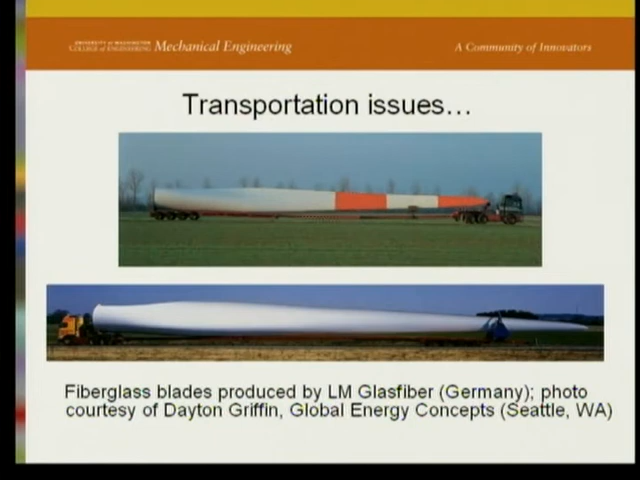 UNIVERSITY OF WASHINGTON
COLLEGE of ENGINEERING Mechanical Engineering
A Community of Innovators
Transportation issues…
Fiberglass blades produced by LM Glasfiber (Germany); photo
courtesy of Dayton Griffin, Global Energy Concepts (Seattle, WA)